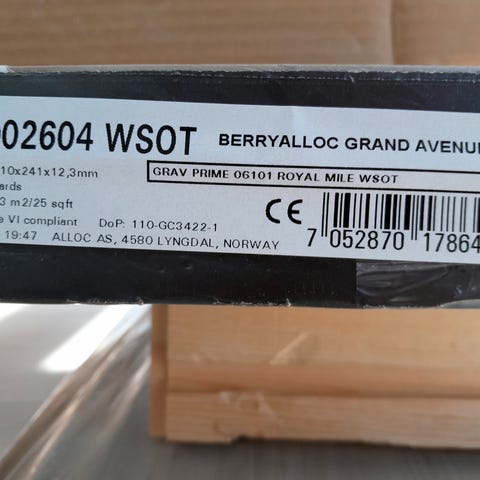 02604 WSOT BERRYALLOC GRAND AVENUE
10x241x12,3mm
GRAV PRIME 06101 ROYAL MILE WSOT
ards
3 m2/25 sqft
e VI compliant DoP: 110-GC3422-1
CE
19:47 ALLOC AS, 4580 LYNGDAL, NORWAY
7 052870 17864